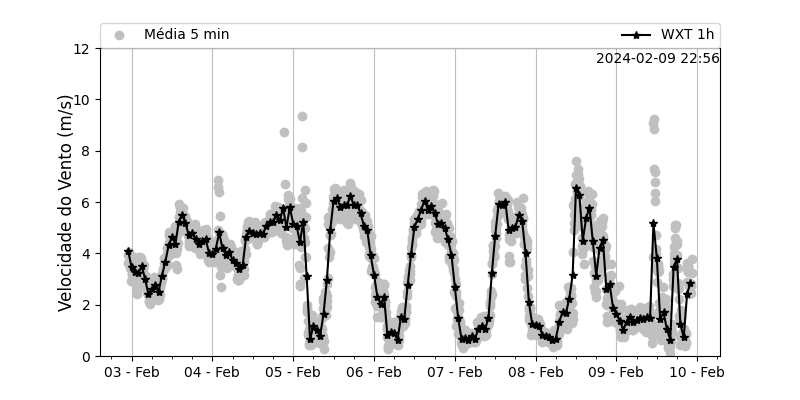 Média 5 min
WXT 1h
2024-02-09 22:56
Velocidade do Vento (m/s)
12
10
8
6
4
2
0
03 - Feb
04 - Feb
05 - Feb
06 - Feb
07 - Feb
08 - Feb
09 - Feb
10 - Feb